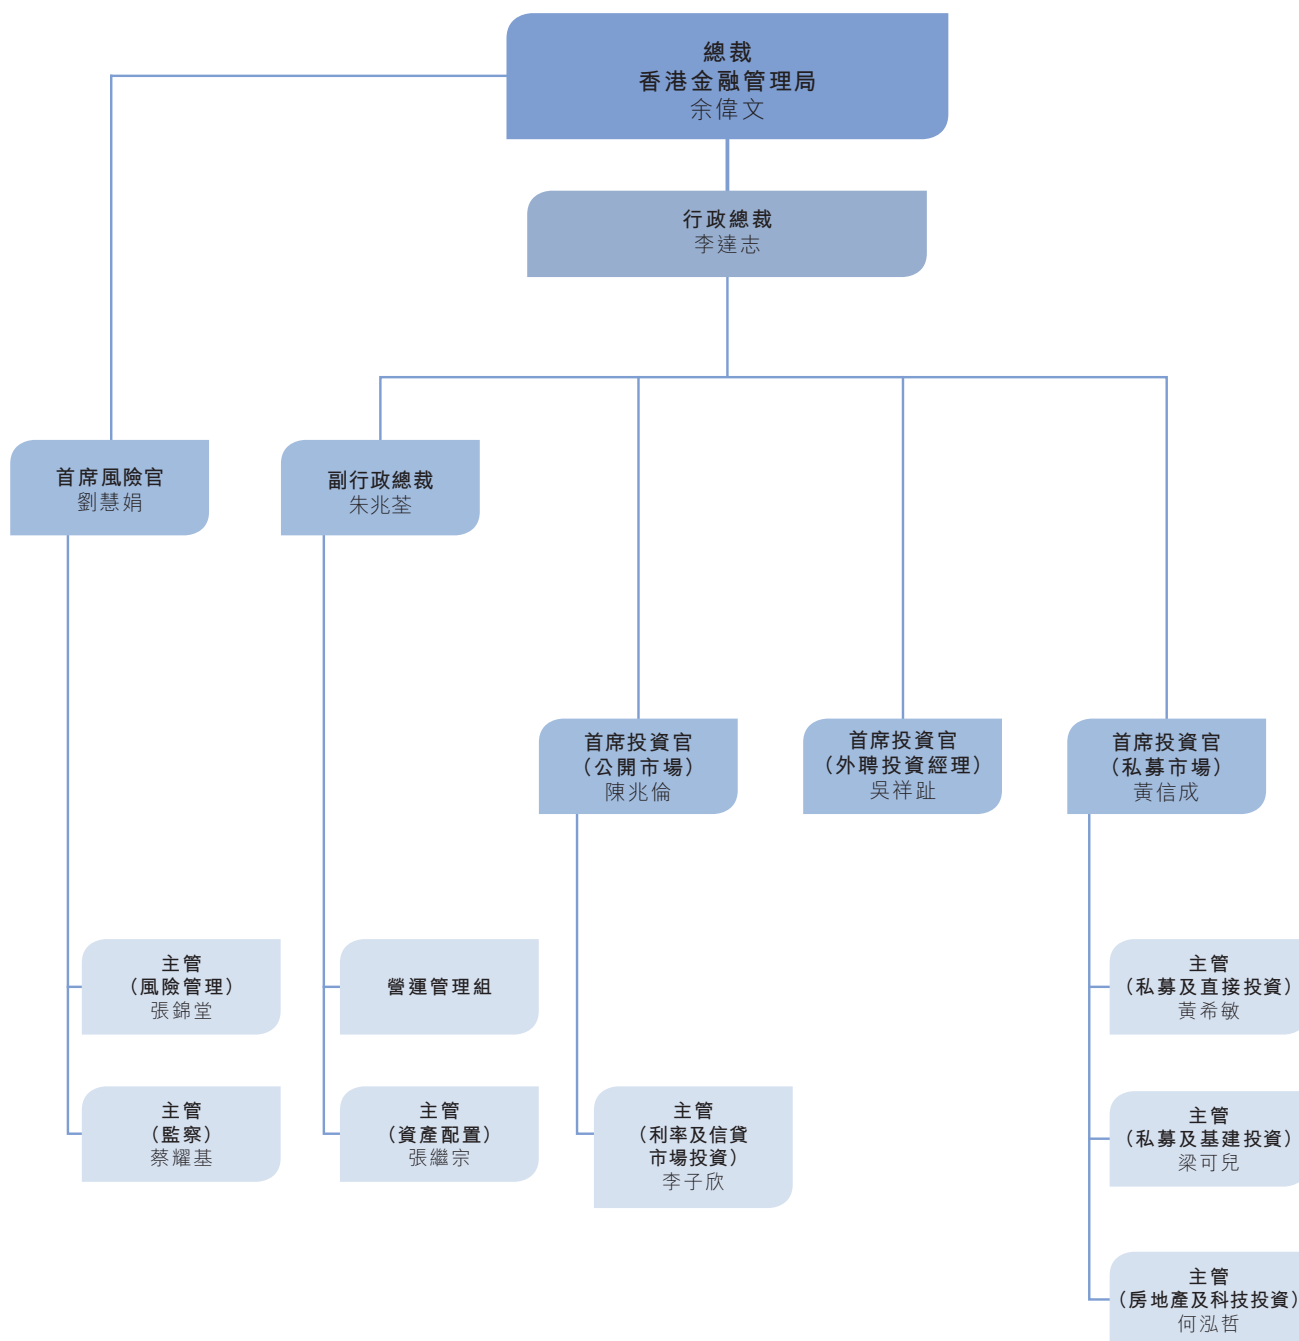 總裁
香港金融管理局
余偉文
行政總裁
李達志
首席風險官
劉慧娟
副行政總裁
朱兆荃
首席投資官
（公開市場）
陳兆倫
首席投資官
（外聘投資經理）
吳祥趾
首席投資官
（私募市場）
黃信成
主管
（風險管理）
張錦堂
營運管理組
主管
（私募及直接投資）
黃希敏
主管
（監察）
蔡耀基
主管
（資產配置）
張繼宗
主管
（利率及信貸
市場投資）
李子欣
主管
（私募及基建投資）
梁可兒
主管
（房地產及科技投資）
何泓哲